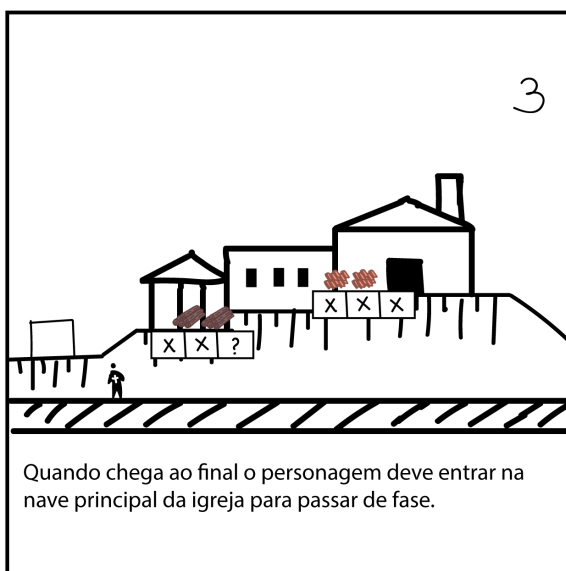 3
X X X
X X ?
Quando chega ao final o personagem deve entrar na
nave principal da igreja para passar de fase.